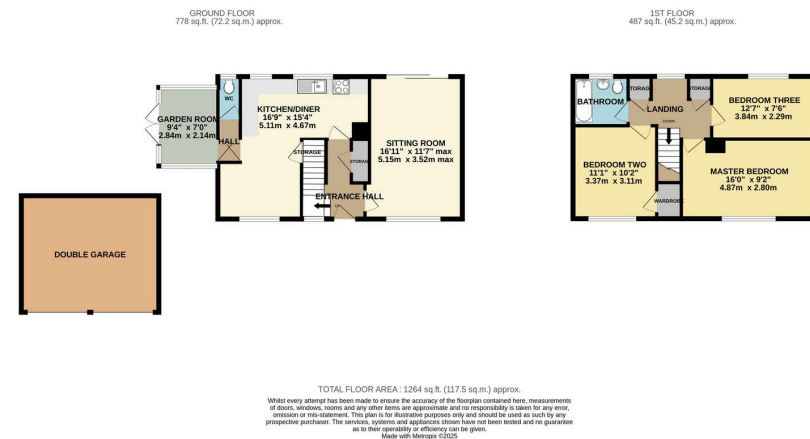 GROUND FLOOR
778 sq.ft. (72.2 sq.m.) approx.
1ST FLOOR
487 sq.ft. (45.2 sq.m.) approx.
WC
KITCHEN/DINER
16'9" x 15'4"
5.11m x 4.67m
GARDEN ROOM
9'4" x 7'0"
2.84m x 2.14m
HALL
STORAGE
STORAGE
SITTING ROOM
16'11" x 11'7" max
5.15m x 3.52m max
ENTRANCE HALL
UP
DOUBLE GARAGE
BATHROOM
STORAGE
STORAGE
LANDING
DOWN
BEDROOM THREE
12'7" x 7'6"
3.84m x 2.29m
BEDROOM TWO
11'1" x 10'2"
3.37m x 3.11m
MASTER BEDROOM
16'0" x 9'2"
4.87m x 2.80m
WARDROBE
TOTAL FLOOR AREA : 1264 sq.ft. (117.5 sq.m.) approx.
Whilst every attempt has been made to ensure the accuracy of the floorplan contained here, measurements
of doors, windows, rooms and any other items are approximate and no responsibility is taken for any error,
omission or mis-statement. This plan is for illustrative purposes only and should be used as such by any
prospective purchaser. The services, systems and appliances shown have not been tested and no guarantee
as to their operability or efficiency can be given.
Made with Metropix ©2025